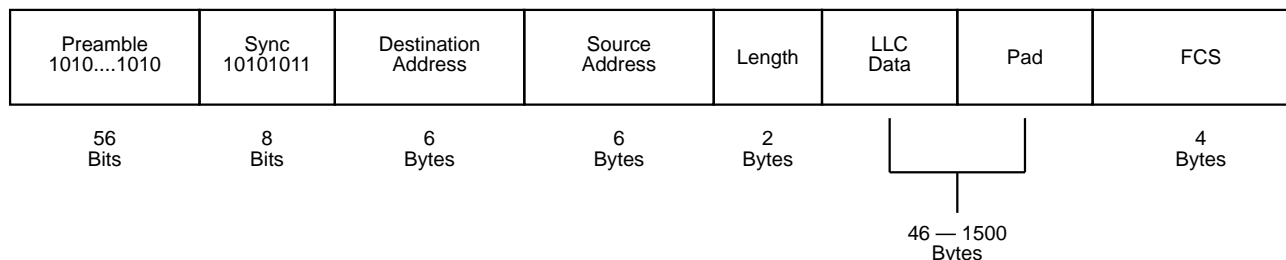 Preamble
1010....1010
Sync
10101011
Destination
Address
Source
Address
Length
LLC
Data
Pad
FCS
56
Bits
8
Bits
6
Bytes
6
Bytes
2
Bytes
4
Bytes
46 — 1500
Bytes